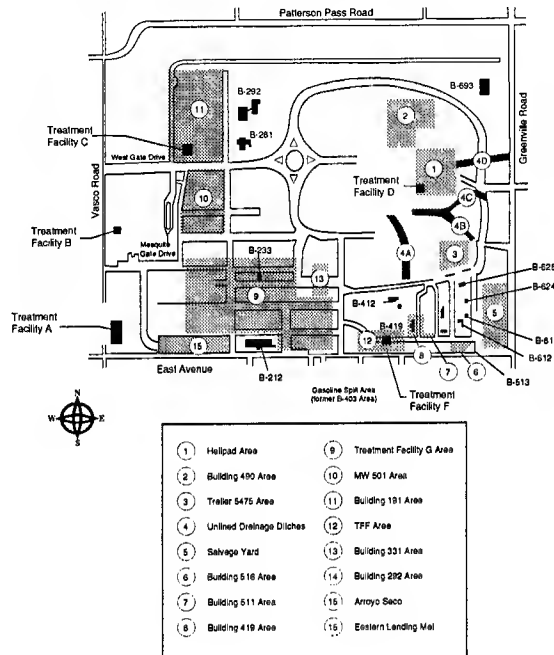 Patterson Pass Road
B-292
B-693
11
2
Greenville Road
Treatment
Facility C
B-261
1
4D
West Gate Drive
Vasco Road
Treatment
Facility D
4C
10
Treatment
Facility B
4B
Mesquite
Gate Drive
4A
3
B-233
B-625
13
B-624
9
B-412
5
Treatment
Facility A
B-419
B-61
12
B-612
15
8
East Avenue
7
6
B-513
B-212
Gasoline Spill Area
(former B-403 Area)
Treatment
Facility F
N
W
E
S
1 Helipad Area
2 Building 490 Area
3 Trailer 5475 Area
4 Unlined Drainage Ditches
5 Salvage Yard
6 Building 516 Area
7 Building 511 Area
8 Building 419 Area
9 Treatment Facility G Area
10 MW 501 Area
11 Building 191 Area
12 TFF Area
13 Building 331 Area
14 Building 292 Area
15 Arroyo Seco
15 Eastern Landing Mat